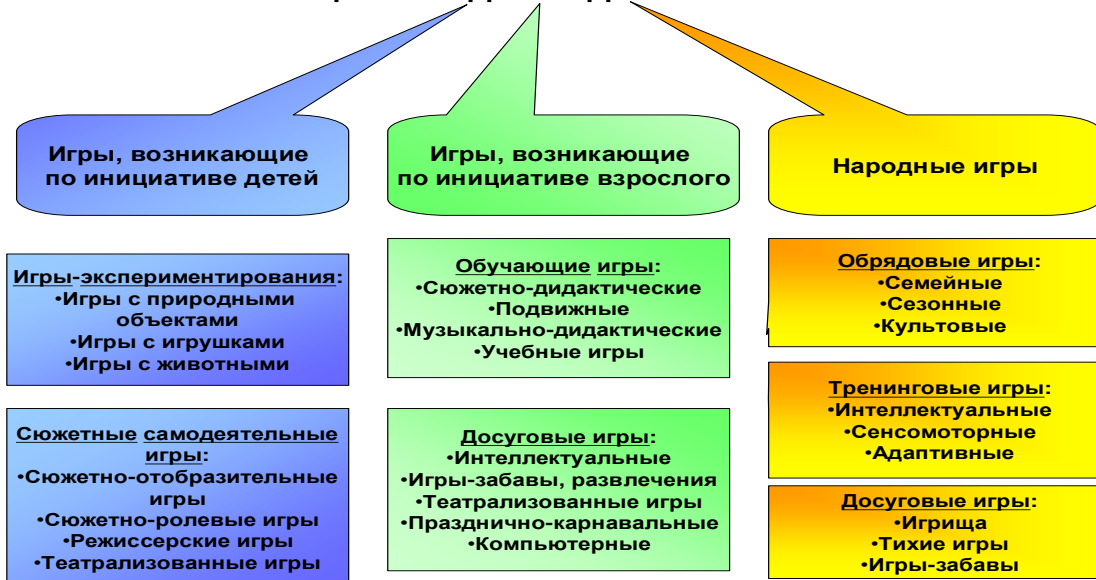 Игры, возникающие
по инициативе детей
Игры-экспериментирования:
•Игры с природными
объектами
•Игры с игрушками
•Игры с животными
Сюжетные самодеятельные
игры:
•Сюжетно-отобразительные
игры
•Сюжетно-ролевые игры
•Режиссерские игры
•Театрализованные игры
Игры, возникающие
по инициативе взрослого
Обучающие игры:
•Сюжетно-дидактические
•Подвижные
•Музыкально-дидактические
•Учебные игры
Досуговые игры:
•Интеллектуальные
•Игры-забавы, развлечения
•Театрализованные игры
•Празднично-карнавальные
•Компьютерные
Народные игры
Обрядовые игры:
•Семейные
•Сезонные
•Культовые
Тренинговые игры:
•Интеллектуальные
•Сенсомоторные
•Адаптивные
Досуговые игры:
•Игрища
•Тихие игры
•Игры-забавы